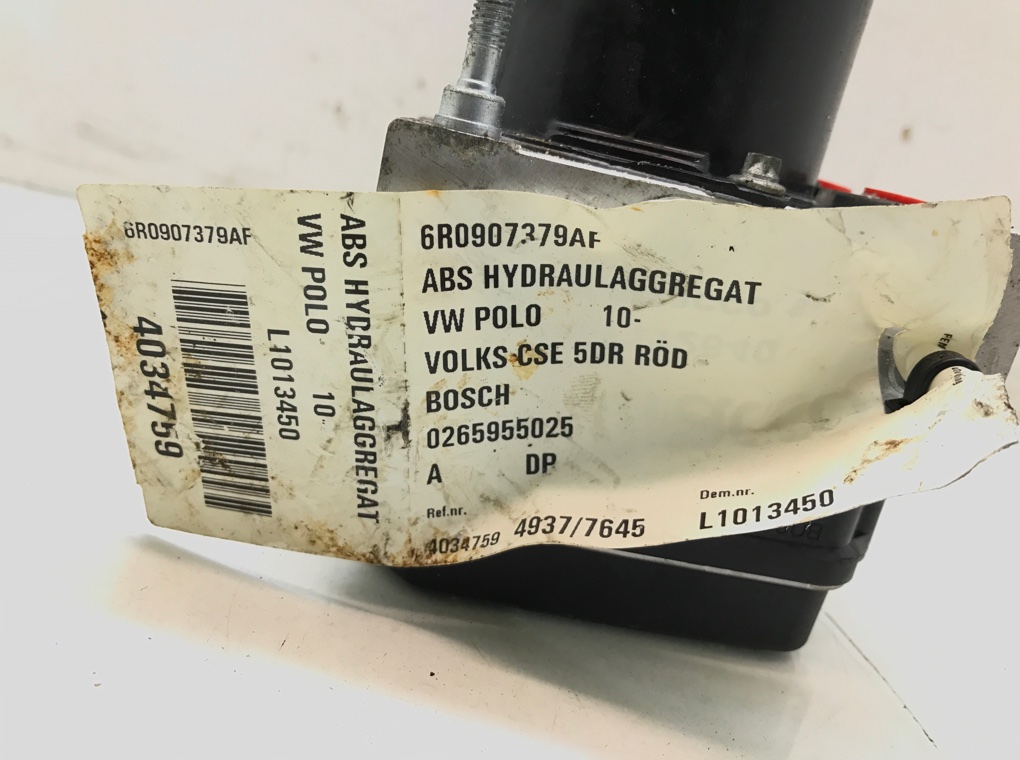 6R0907379AF
4034759
L1013450
VW POLO 10-
ABS HYDRAULAGGREGAT
6R0907379AF
ABS HYDRAULAGGREGAT
VW POLO 10-
VOLKS CSE 5DR RÖD
BOSCH
0265955025
A DP
Ref.nr.
4034759 4937/7645
Dem.nr.
L1013450